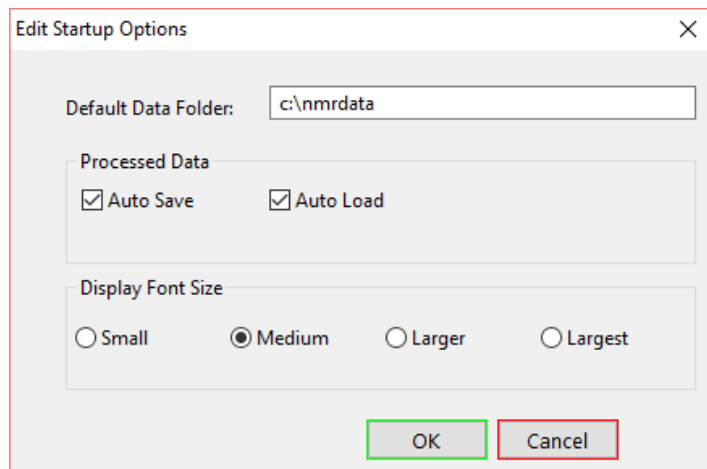 Edit Startup Options
Default Data Folder: c:\nmrdata
Processed Data
Auto Save Auto Load
Display Font Size
Small Medium Larger Largest
OK Cancel